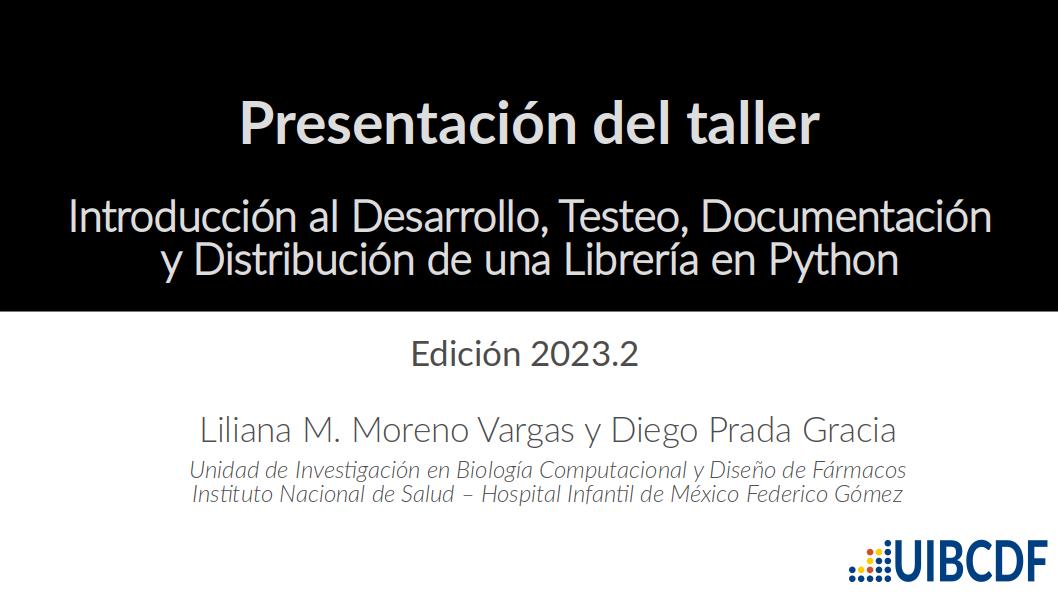 Presentación del taller
Introducción al Desarrollo, Testeo, Documentación
y Distribución de una Librería en Python
Edición 2023.2
Liliana M. Moreno Vargas y Diego Prada Gracia
Unidad de Investigación en Biología Computacional y Diseño de Fármacos
Instituto Nacional de Salud – Hospital Infantil de México Federico Gómez
UIBCDF